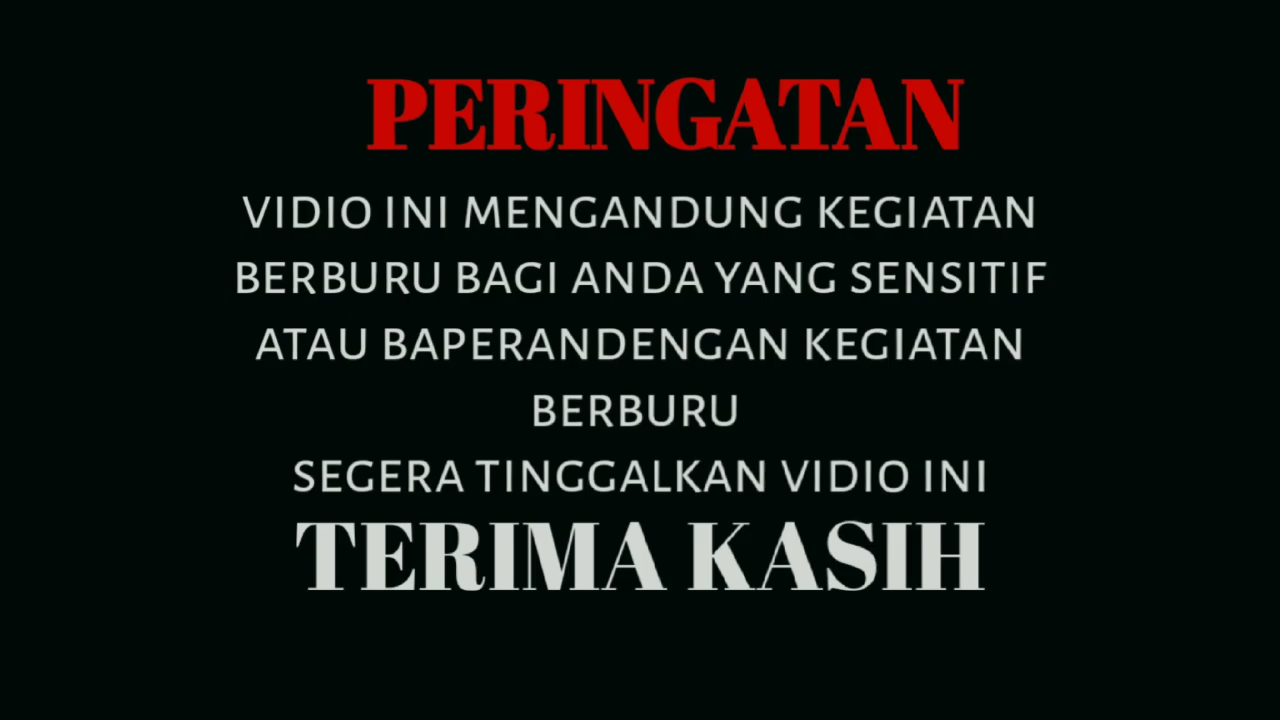 PERINGATAN
VIDIO INI MENGANDUNG KEGIATAN
BERBURU BAGI ANDA YANG SENSITIF
ATAU BAPERANDENGAN KEGIATAN
BERBURU
SEGERA TINGGALKAN VIDIO INI
TERIMA KASIH